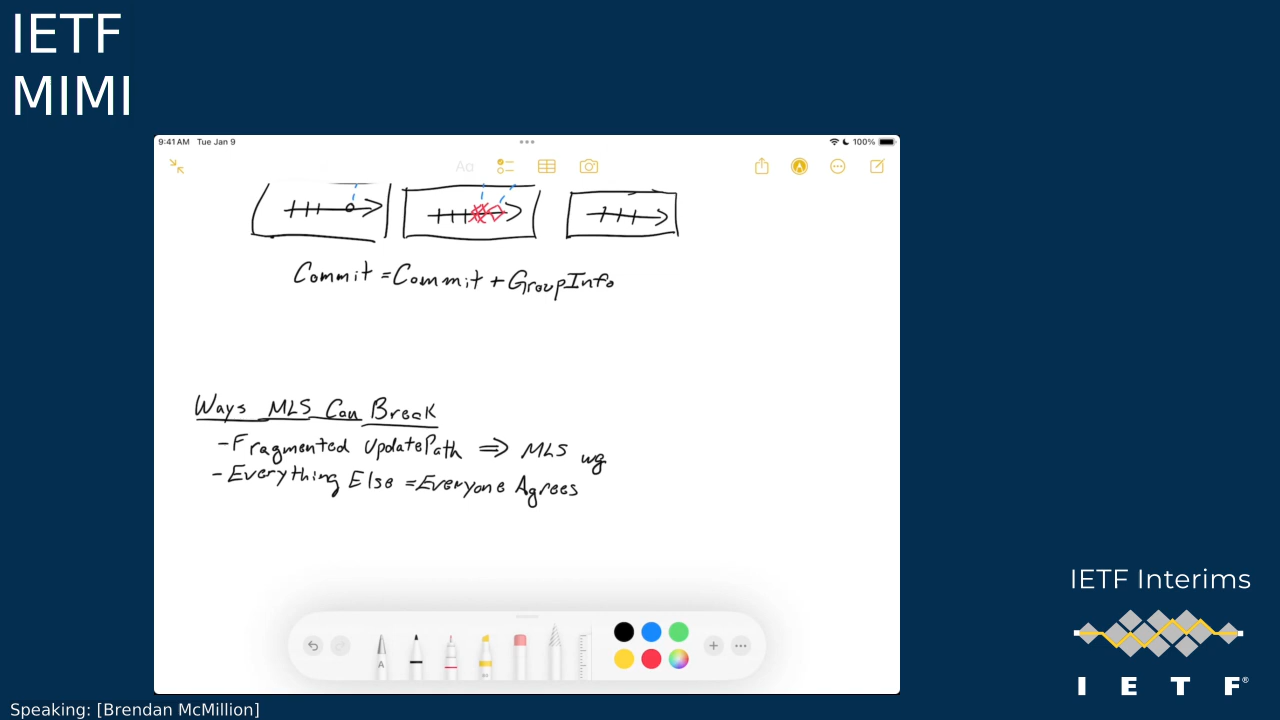 IETF
MIMI
9:41 AM Tue Jan 9
100%
Aa
Commit = Commit + GroupInfo
Ways MLS Can Break
- Fragmented UpdatePath ⇒ MLS wg
- Everything Else = Everyone Agrees
A
IETF Interims
I E T F®
Speaking: [Brendan McMillion]